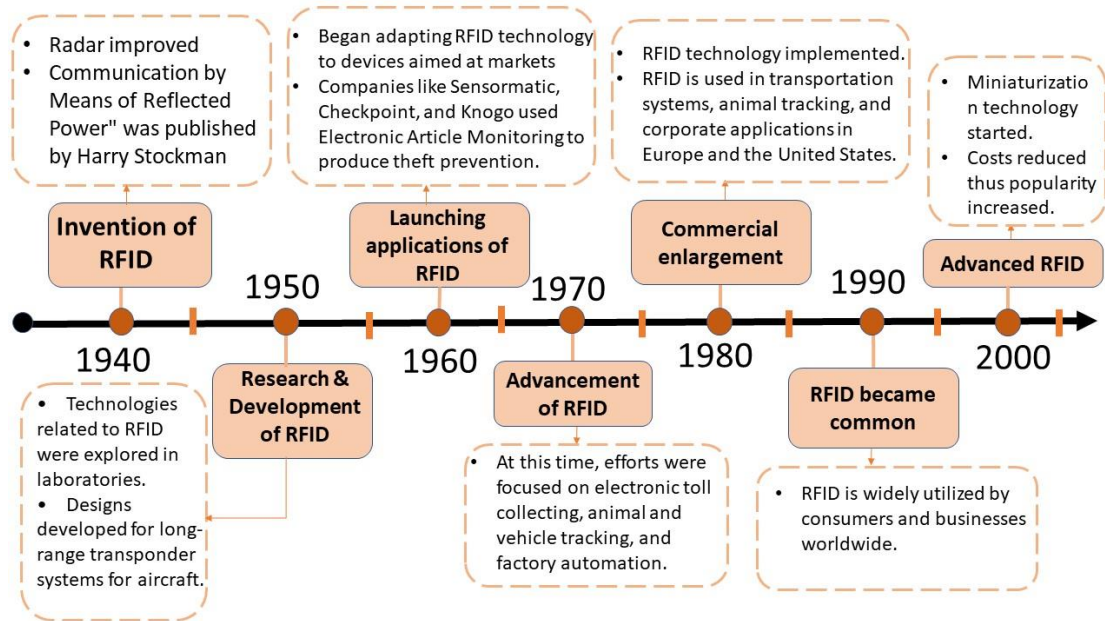 • Radar improved
• Communication by
Means of Reflected
Power" was published
by Harry Stockman
• Began adapting RFID technology
to devices aimed at markets
• Companies like Sensormatic,
Checkpoint, and Knogo used
Electronic Article Monitoring to
produce theft prevention.
• RFID technology implemented.
• RFID is used in transportation
systems, animal tracking, and
corporate applications in
Europe and the United States.
• Miniaturizatio
n technology
started.
• Costs reduced
thus popularity
increased.
Invention of
RFID
Launching
applications of
RFID
Commercial
enlargement
Advanced RFID
1950
1970
1990
1940
1960
1980
2000
Research &
Development
of RFID
Advancement
of RFID
RFID became
common
• Technologies
related to RFID
were explored in
laboratories.
• Designs
developed for long-
range transponder
systems for aircraft.
• At this time, efforts were
focused on electronic toll
collecting, animal and
vehicle tracking, and
factory automation.
• RFID is widely utilized by
consumers and businesses
worldwide.